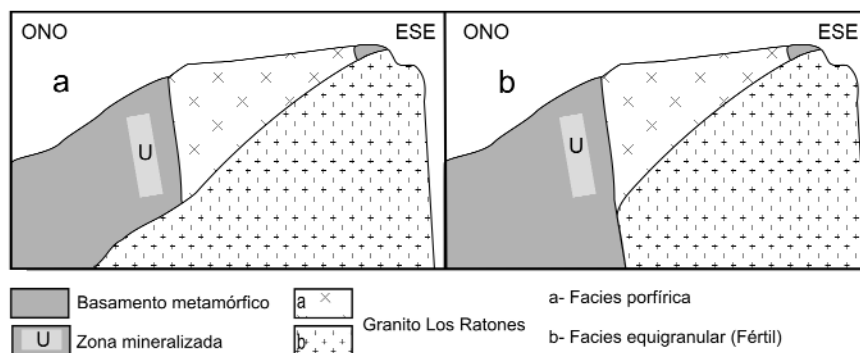 ONO ESE
a
U
ONO ESE
b
U
Basamento metamórfico
U Zona mineralizada
a
b
Granito Los Ratones
a- Facies porfírica
b- Facies equigranular (Fértil)